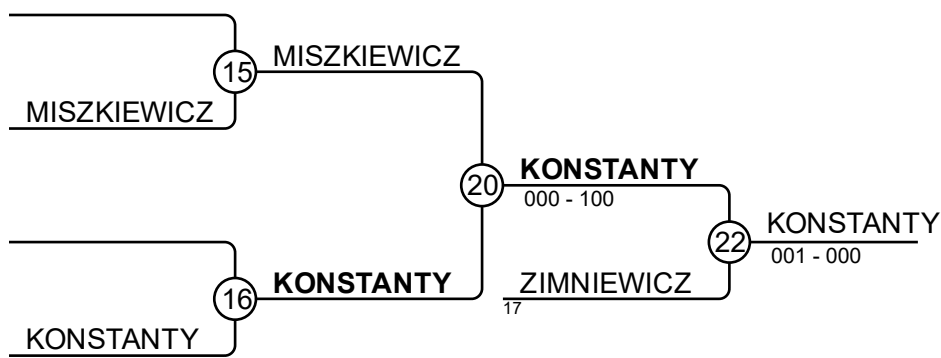 15
MISZKIEWICZ
MISZKIEWICZ
20
KONSTANTY
000 - 100
22
KONSTANTY
001 - 000
16
KONSTANTY
KONSTANTY
ZIMNIEWICZ
17